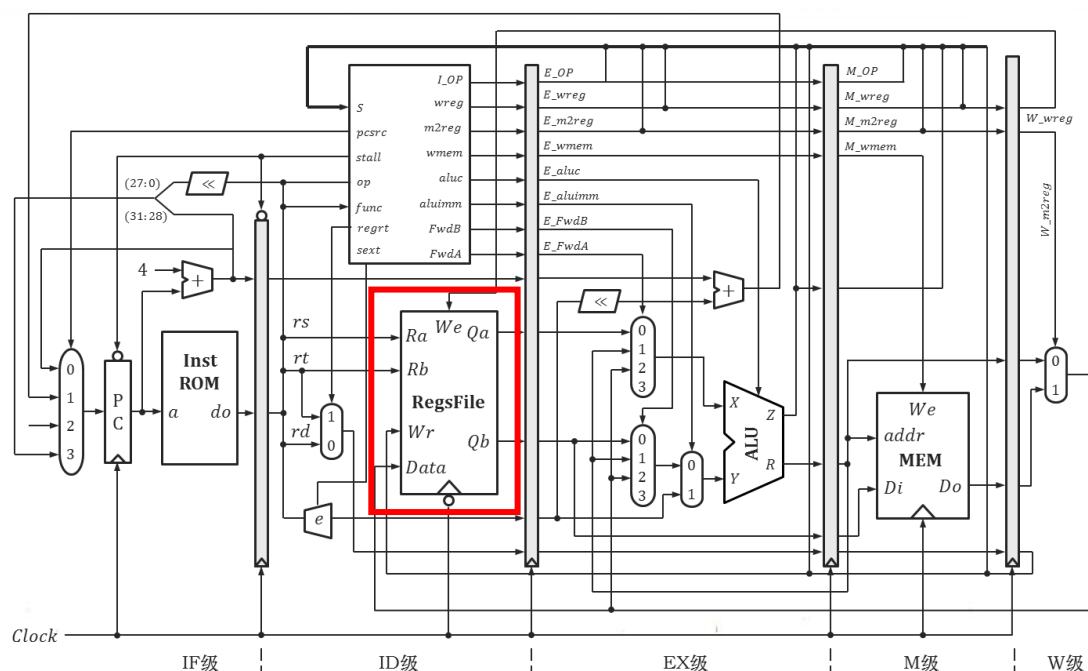 I_OP
E_OP
M_OP
S
wreg
E_wreg
M_wreg
W_wreg
pcsrc
m2reg
E_m2reg
M_m2reg
stall
wmem
E_wmem
M_wmem
(27:0)
<<
op
aluc
E_aluc
(31:28)
func
aluimm
E_aluimm
W_m2reg
regrt
FwdB
E_FwdB
sext
FwdA
E_FwdA
4
+
+
<<
rs
Ra
We
Qa
0
1
2
3
Inst
ROM
rt
Rb
RegsFile
0
1
2
3
PC
a
do
1
0
rd
Wr
Qb
Data
0
1
2
3
0
1
X
Y
Z
R
ALU
We
addr
MEM
Di
Do
0
1
e
Clock
IF级
ID级
EX级
M级
W级